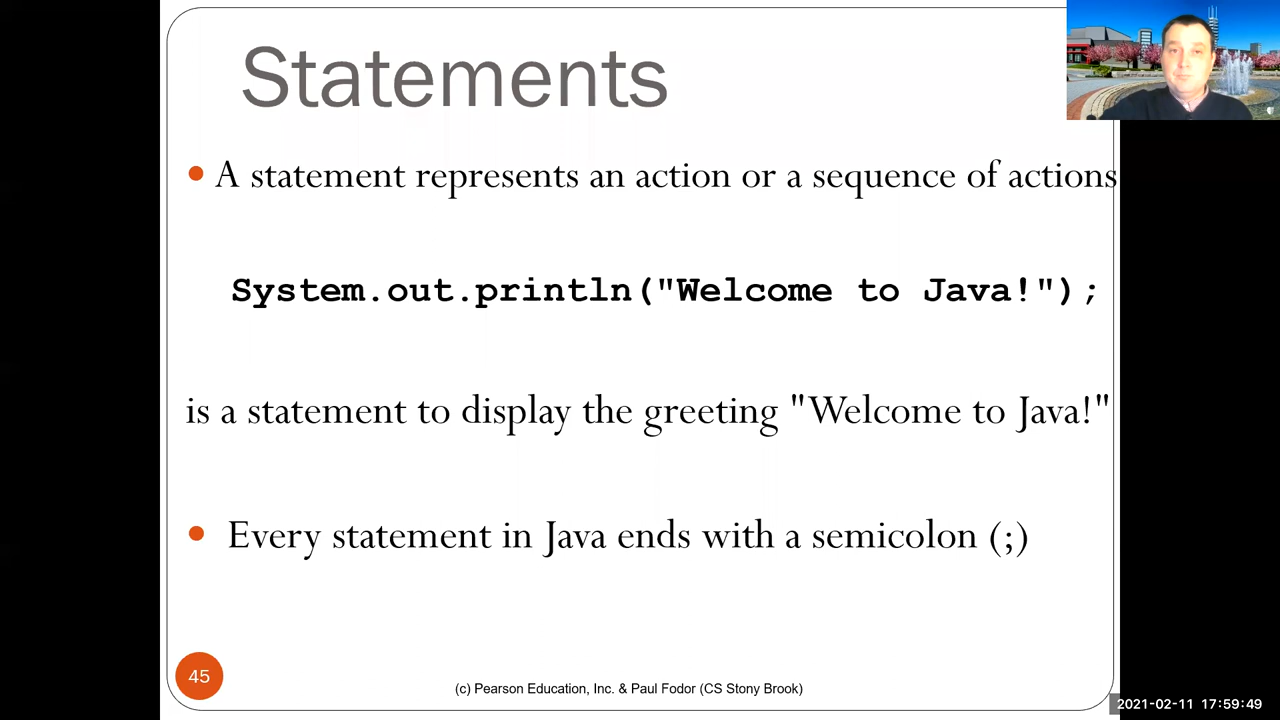 Statements
• A statement represents an action or a sequence of actions
System.out.println("Welcome to Java!");
is a statement to display the greeting "Welcome to Java!"
• Every statement in Java ends with a semicolon (;)
45
(c) Pearson Education, Inc. & Paul Fodor (CS Stony Brook)
2021-02-11 17:59:49